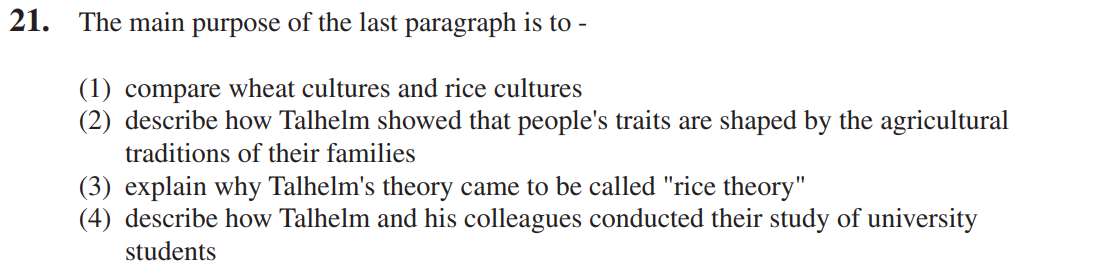 21. The main purpose of the last paragraph is to -
(1) compare wheat cultures and rice cultures
(2) describe how Talhelm showed that people's traits are shaped by the agricultural
traditions of their families
(3) explain why Talhelm's theory came to be called "rice theory"
(4) describe how Talhelm and his colleagues conducted their study of university
students